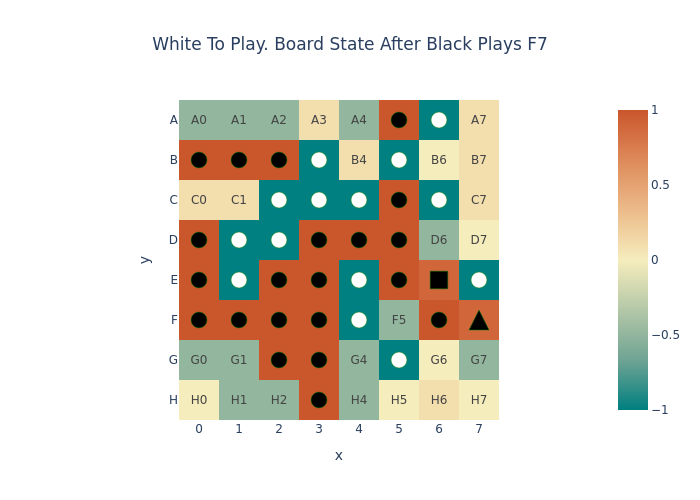 White To Play. Board State After Black Plays F7
A A0 A1 A2 A3 A4 A7
B B4 B6 B7
C C0 C1 C7
D D6 D7
E
F F5
G G0 G1 G4 G6 G7
H H0 H1 H2 H4 H5 H6 H7
0 1 2 3 4 5 6 7
x
y
1
0.5
0
−0.5
−1